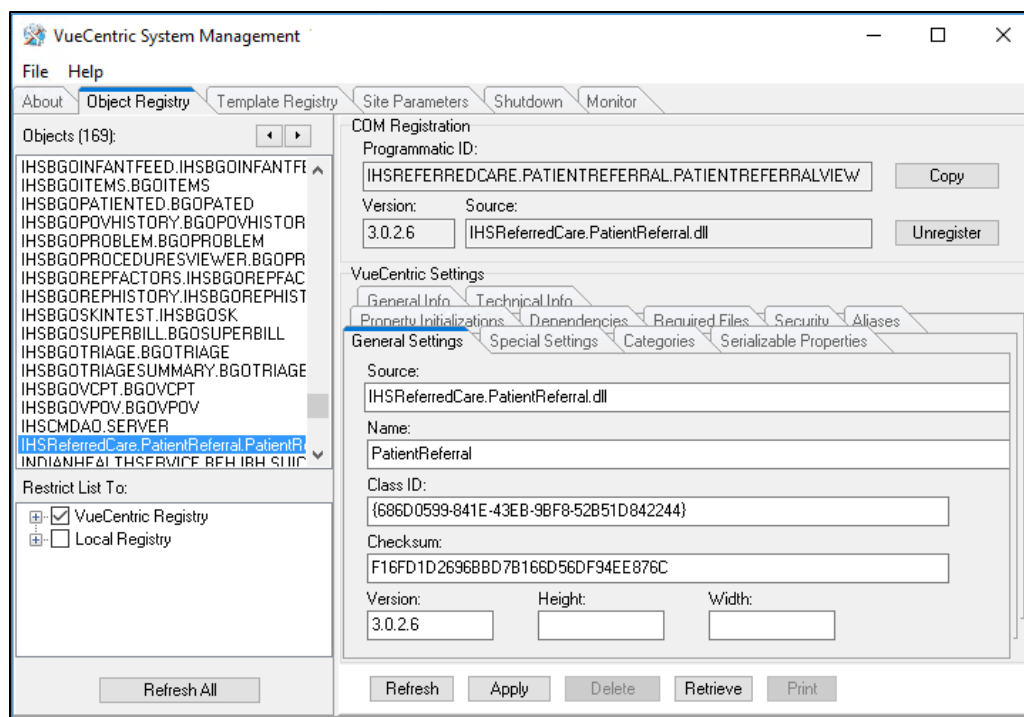 VueCentric System Management
File Help
About Object Registry Template Registry Site Parameters Shutdown Monitor
Objects (169):
IHSBGOINFANTFEED.IHSBGOINFANTFE
IHSBGOITEMS.BGOITEMS
IHSBGOPATIENTED.BGOPATED
IHSBGOPOVHISTORY.BGOPOVHISTOR
IHSBGOPROBLEM.BGOPROBLEM
IHSBGOPROCEDURESVIEWER.BGOPR
IHSBGOREPFACTORS.IHSBGOREPFAC
IHSBGOREPHISTORY.IHSBGOREPHIST
IHSBGOSKINTEST.IHSBGOSK
IHSBGOSUPERBILL.BGOSUPERBILL
IHSBGOTRIAGE.BGOTRIAGE
IHSBGOTRIAGESUMMARY.BGOTRIAGE
IHSBGOVCPT.BGOVCPT
IHSBGOVPOV.BGOVPOV
IHSCMDAO.SERVER
IHSReferredCare.PatientReferral.PatientR
INDIANHEALTHSERVICE.BEHIBH.SUIC
Restrict List To:
VueCentric Registry
Local Registry
Refresh All
COM Registration
Programmatic ID:
IHSREFERREDCARE.PATIENTREFERRAL.PATIENTREFERRALVIEW
Copy
Version: Source:
3.0.2.6 IHSReferredCare.PatientReferral.dll
Unregister
VueCentric Settings
General Info Technical Info
Property Initializations Dependencies Required Files Security Aliases
General Settings Special Settings Categories Serializable Properties
Source:
IHSReferredCare.PatientReferral.dll
Name:
PatientReferral
Class ID:
{686D0599-841E-43EB-9BF8-52B51D842244}
Checksum:
F16FD1D2696BBD7B166D56DF94EE876C
Version: Height: Width:
3.0.2.6
Refresh Apply Delete Retrieve Print